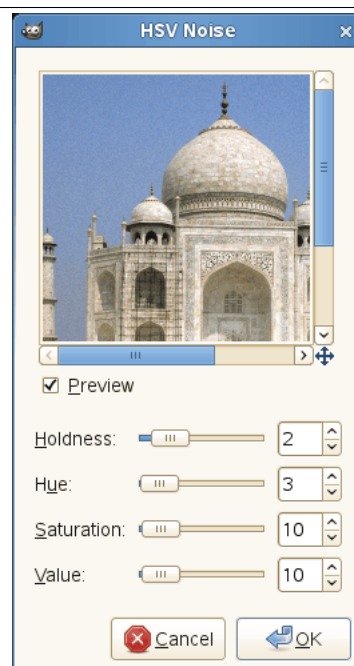 HSV Noise
Preview
Holdness: 2
Hue: 3
Saturation: 10
Value: 10
Cancel OK